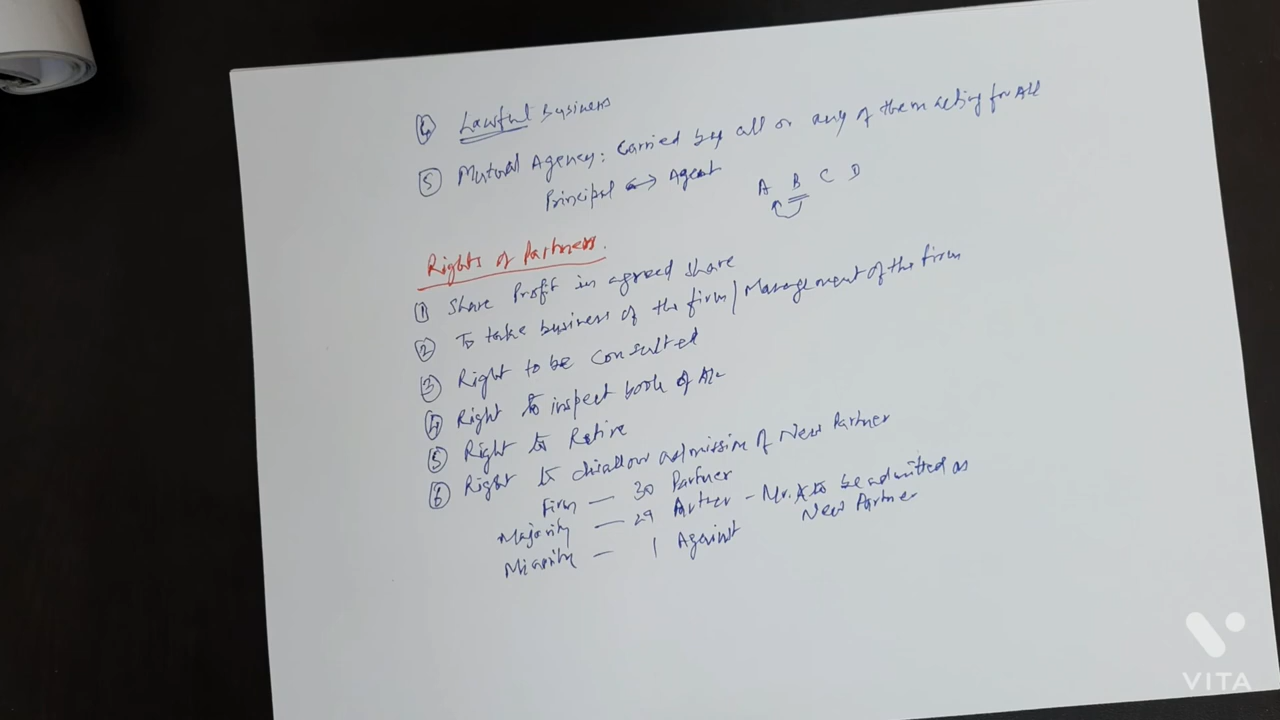 ④ Lawful Business
⑤ Mutual Agency: Carried by all or any of them acting for All
Principal ↔ Agent
A B C D
Rights of Partners.
① Share Profit in agreed share
② To take business of the firm / Management of the firm
③ Right to be Consulted
④ Right to inspect book of A/c
⑤ Right to Retire
⑥ Right to disallow admission of New Partner
Firm — 30 Partner
Majority — 29 - Mr. A to be admitted as
New Partner
— 1 Against
VITA